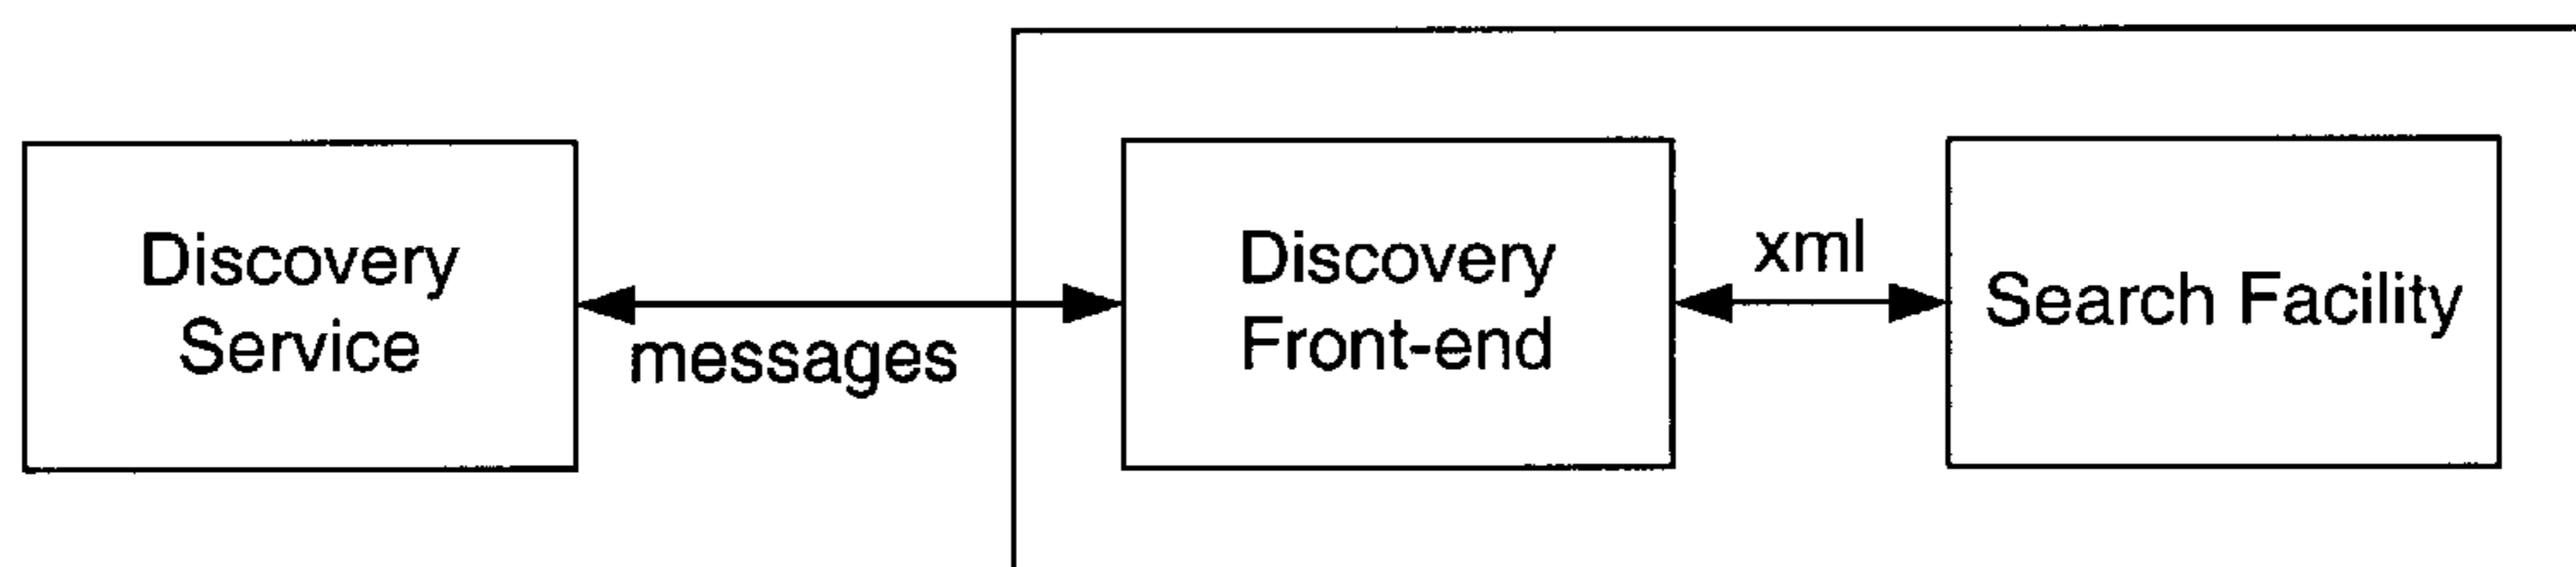 Discovery
Service
messages
Discovery
Front-end
xml
Search Facility